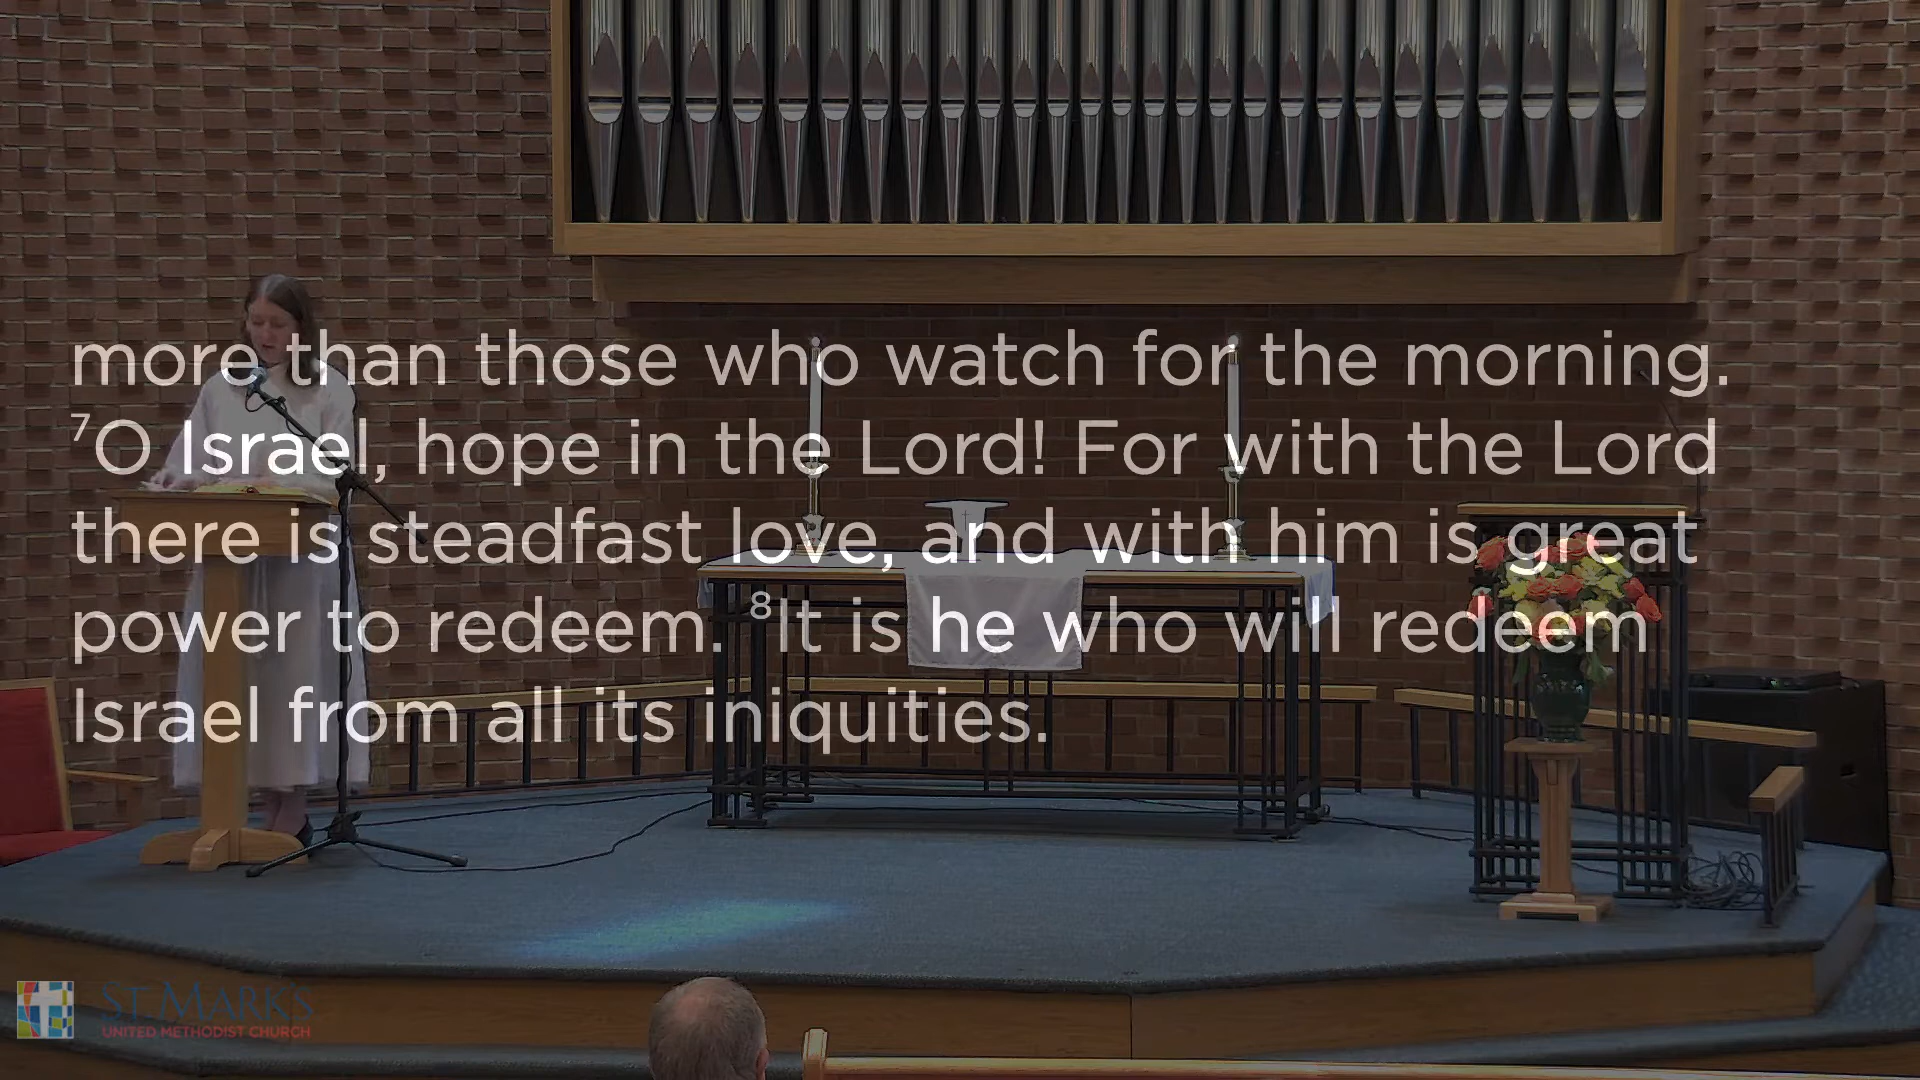 more than those who watch for the morning.
⁷O Israel, hope in the Lord! For with the Lord
there is steadfast love, and with him is great
power to redeem. ⁸It is he who will redeem
Israel from all its iniquities.
ST. MARK'S
UNITED METHODIST CHURCH